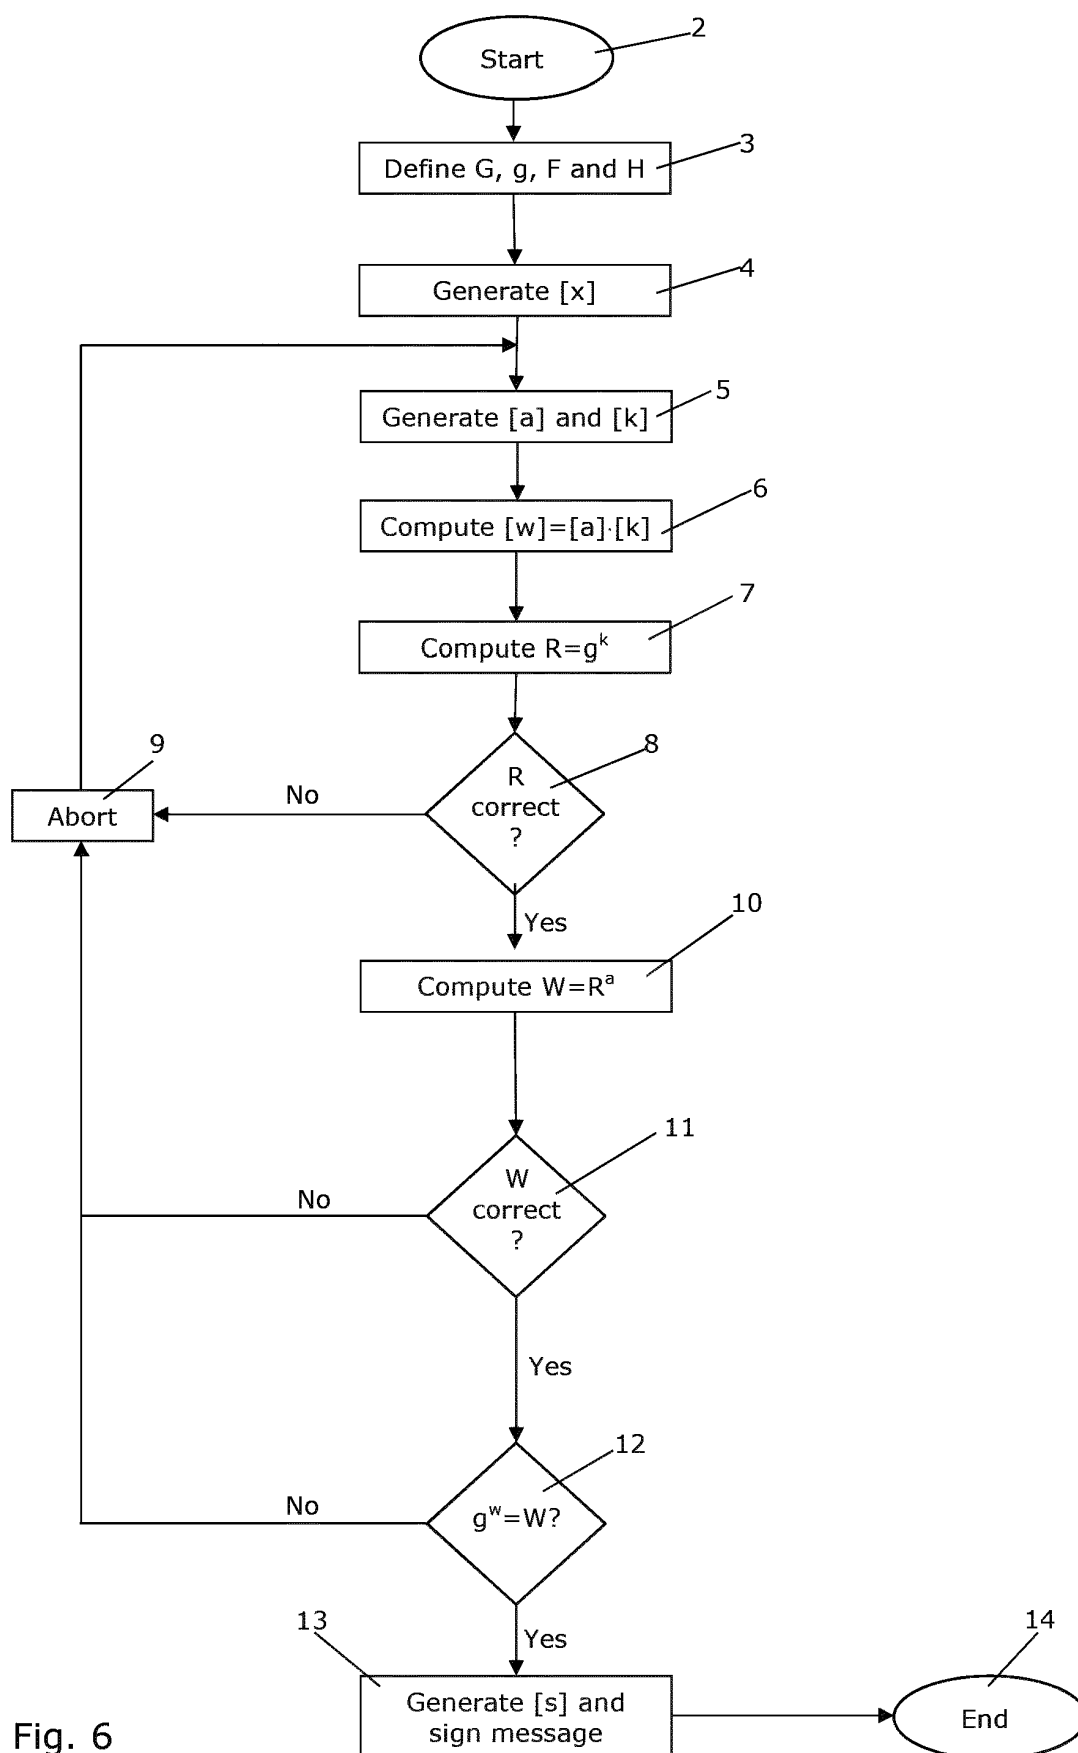 2
Start
3
Define G, g, F and H
4
Generate [x]
5
Generate [a] and [k]
6
Compute [w]=[a]·[k]
7
Compute R=g^k
8
9
R
correct
?
No
Abort
Yes
10
Compute W=R^a
11
W
correct
?
No
Yes
12
g^w=W?
No
Yes
13
14
Generate [s] and
sign message
End
Fig. 6